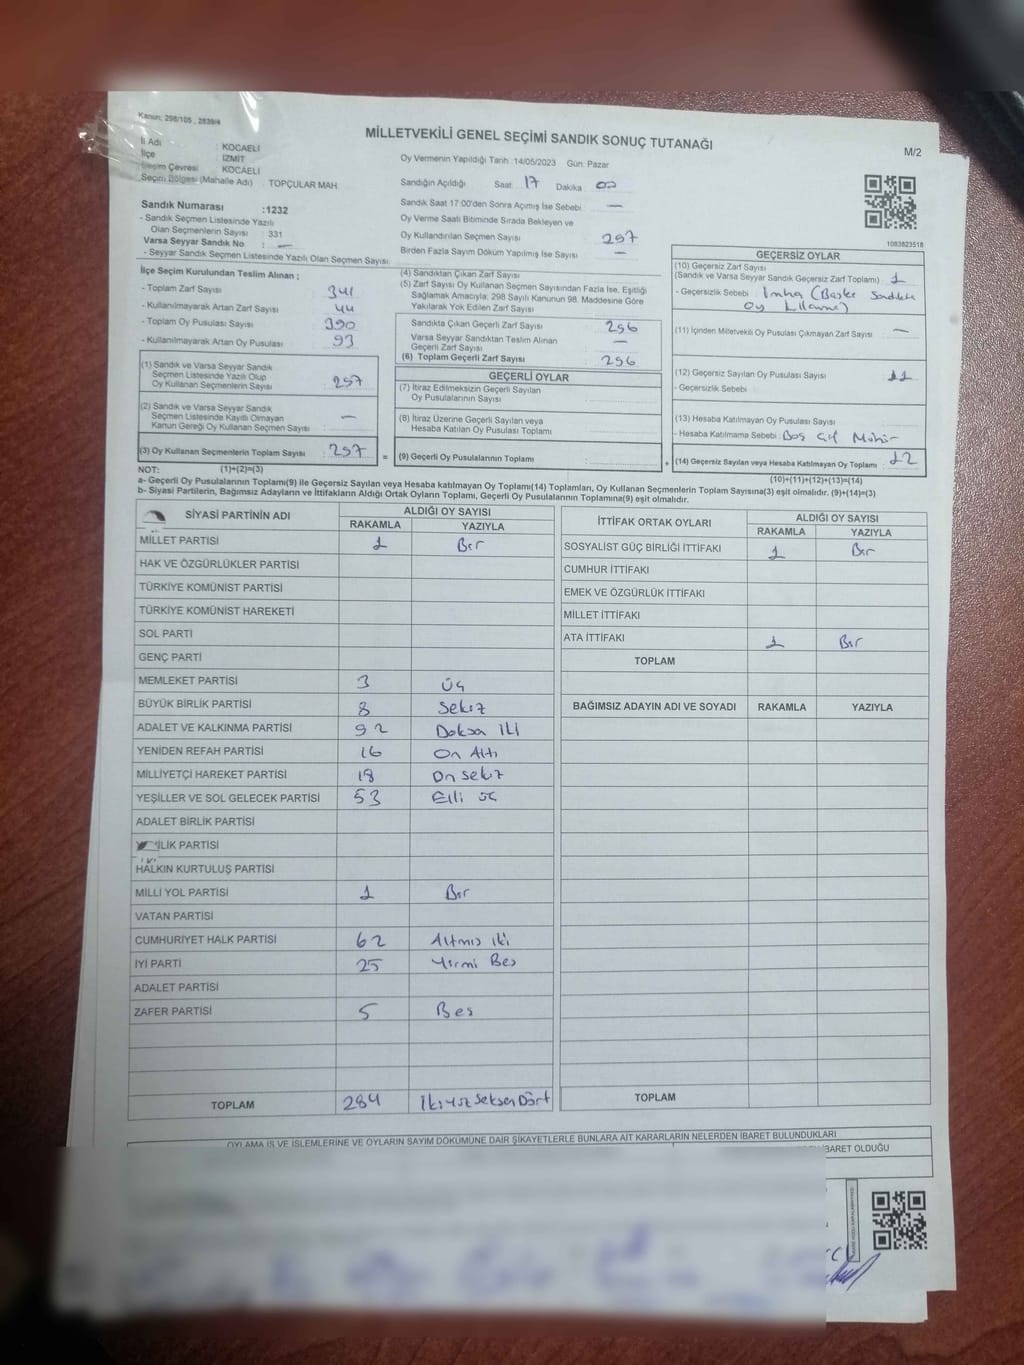 Kanun: 298/105 , 2839/4
MİLLETVEKİLİ GENEL SEÇİMİ SANDIK SONUÇ TUTANAĞI
M/2
İl Adı : KOCAELİ
İlçe : İZMİT
Seçim Çevresi : KOCAELİ
Seçim Bölgesi (Mahalle Adı) : TOPÇULAR MAH.
Sandık Numarası :1232
- Sandık Seçmen Listesinde Yazılı
Olan Seçmenlerin Sayısı : 331
Varsa Seyyar Sandık No : —
- Seyyar Sandık Seçmen Listesinde Yazılı Olan Seçmen Sayısı:
Oy Vermenin Yapıldığı Tarih: 14/05/2023 Gün: Pazar
Sandığın Açıldığı Saat: 17 Dakika: 00
Sandık Saat 17:00'den Sonra Açımış İse Sebebi : —
Oy Verme Saati Bitiminde Sırada Bekleyen ve
Oy Kullandırılan Seçmen Sayısı : 297
Birden Fazla Sayım Döküm Yapılmış İse Sayısı : —
1083823518
İlçe Seçim Kurulundan Teslim Alınan ;
- Toplam Zarf Sayısı : 341
- Kullanılmayarak Artan Zarf Sayısı : 44
- Toplam Oy Pusulası Sayısı : 390
- Kullanılmayarak Artan Oy Pusulası : 93
(1) Sandık ve Varsa Seyyar Sandık
Seçmen Listesinde Yazılı Olup
Oy Kullanan Seçmenlerin Sayısı : 297
(2) Sandık ve Varsa Seyyar Sandık
Seçmen Listesinde Kayıtlı Olmayan
Kanun Gereği Oy Kullanan Seçmen Sayısı : —
(3) Oy Kullanan Seçmenlerin Toplam Sayısı : 297
(4) Sandıktan Çıkan Zarf Sayısı
(5) Zarf Sayısı Oy Kullanan Seçmen Sayısından Fazla İse, Eşitliği
Sağlamak Amacıyla; 298 Sayılı Kanunun 98. Maddesine Göre
Yakılarak Yok Edilen Zarf Sayısı :
Sandıkta Çıkan Geçerli Zarf Sayısı : 296
Varsa Seyyar Sandıktan Teslim Alınan
Geçerli Zarf Sayısı : —
(6) Toplam Geçerli Zarf Sayısı : 296
GEÇERLİ OYLAR
(7) İtiraz Edilmeksizin Geçerli Sayılan
Oy Pusulalarının Sayısı :
(8) İtiraz Üzerine Geçerli Sayılan veya
Hesaba Katılan Oy Pusulası Toplamı :
= (9) Geçerli Oy Pusulalarının Toplamı :
GEÇERSİZ OYLAR
(10) Geçersiz Zarf Sayısı
(Sandık ve Varsa Seyyar Sandık Geçersiz Zarf Toplamı) : 1
- Geçersizlik Sebebi : İmha (Başka Sandıkta
Oy
(11) İçinden Milletvekili Oy Pusulası Çıkmayan Zarf Sayısı : —
(12) Geçersiz Sayılan Oy Pusulası Sayısı : 11
- Geçersizlik Sebebi :
(13) Hesaba Katılmayan Oy Pusulası Sayısı :
- Hesaba Katılmama Sebebi : Boş Çift Mühür
+ (14) Geçersiz Sayılan veya Hesaba Katılmayan Oy Toplamı : 12
NOT: (1)+(2)=(3)
(10)+(11)+(12)+(13)=(14)
a- Geçerli Oy Pusulaları Toplamı(9) ile Geçersiz Sayılan veya Hesaba katılmayan Oy Toplamı(14) Toplamları, Oy Kullanan Seçmenlerin Toplam Sayısına(3) eşit olmalıdır. (9)+(14)=(3)
b- Siyasi Partilerin, Bağımsız Adayların ve İttifakların Aldığı Ortak Oyların Toplamı, Geçerli Oy Pusulalarının Toplamına(9) eşit olmalıdır.
SİYASİ PARTİNİN ADI ALDIĞI OY SAYISI
RAKAMLA YAZIYLA
MİLLET PARTİSİ 1 Bir
HAK VE ÖZGÜRLÜKLER PARTİSİ
TÜRKİYE KOMÜNİST PARTİSİ
TÜRKİYE KOMÜNİST HAREKETİ
SOL PARTİ
GENÇ PARTİ
MEMLEKET PARTİSİ 3 Üç
BÜYÜK BİRLİK PARTİSİ 8 Sekiz
ADALET VE KALKINMA PARTİSİ 92 Doksan İki
YENİDEN REFAH PARTİSİ 16 On Altı
MİLLİYETÇİ HAREKET PARTİSİ 18 On Sekiz
YEŞİLLER VE SOL GELECEK PARTİSİ 53 Elli üç
ADALET BİRLİK PARTİSİ
İLİK PARTİSİ
HALKIN KURTULUŞ PARTİSİ
MİLLİ YOL PARTİSİ 1 Bir
VATAN PARTİSİ
CUMHURİYET HALK PARTİSİ 62 Altmış iki
İYİ PARTİ 25 Yirmi Beş
ADALET PARTİSİ
ZAFER PARTİSİ 5 Beş
TOPLAM 284 İkiyüz Seksen Dört
İTTİFAK ORTAK OYLARI ALDIĞI OY SAYISI
RAKAMLA YAZIYLA
SOSYALİST GÜÇ BİRLİĞİ İTTİFAKI 1 Bir
CUMHUR İTTİFAKI
EMEK VE ÖZGÜRLÜK İTTİFAKI
MİLLET İTTİFAKI
ATA İTTİFAKI 1 Bir
TOPLAM
BAĞIMSIZ ADAYIN ADI VE SOYADI RAKAMLA YAZIYLA
TOPLAM
OYLAMA İŞ VE İŞLEMLERİNE VE OYLARIN SAYIM DÖKÜMÜNE DAİR ŞİKAYETLERLE BUNLARA AİT KARARLARIN NELERDEN İBARET BULUNDUKLARI
İBARET OLDUĞU